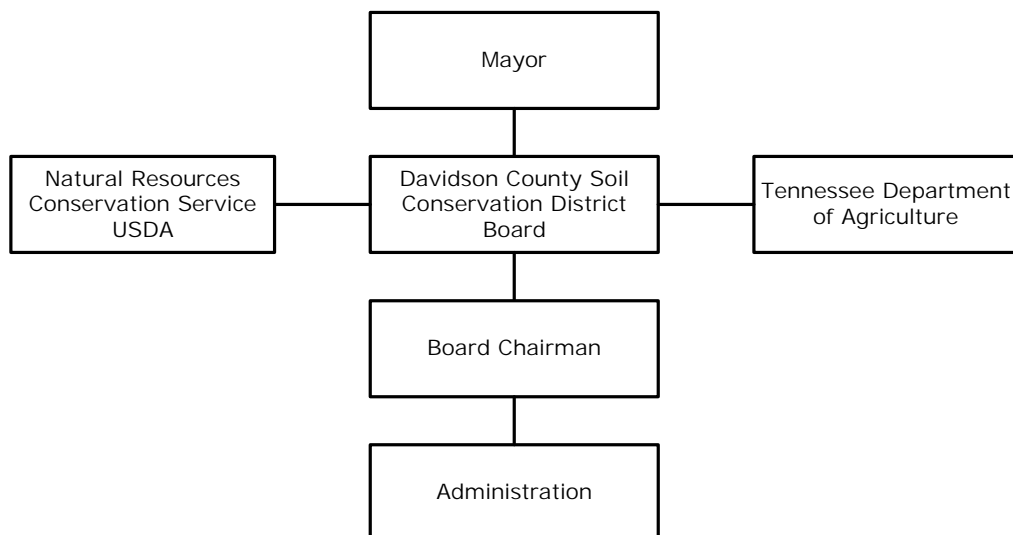 Mayor
Natural Resources
Conservation Service
USDA
Davidson County Soil
Conservation District
Board
Tennessee Department
of Agriculture
Board Chairman
Administration